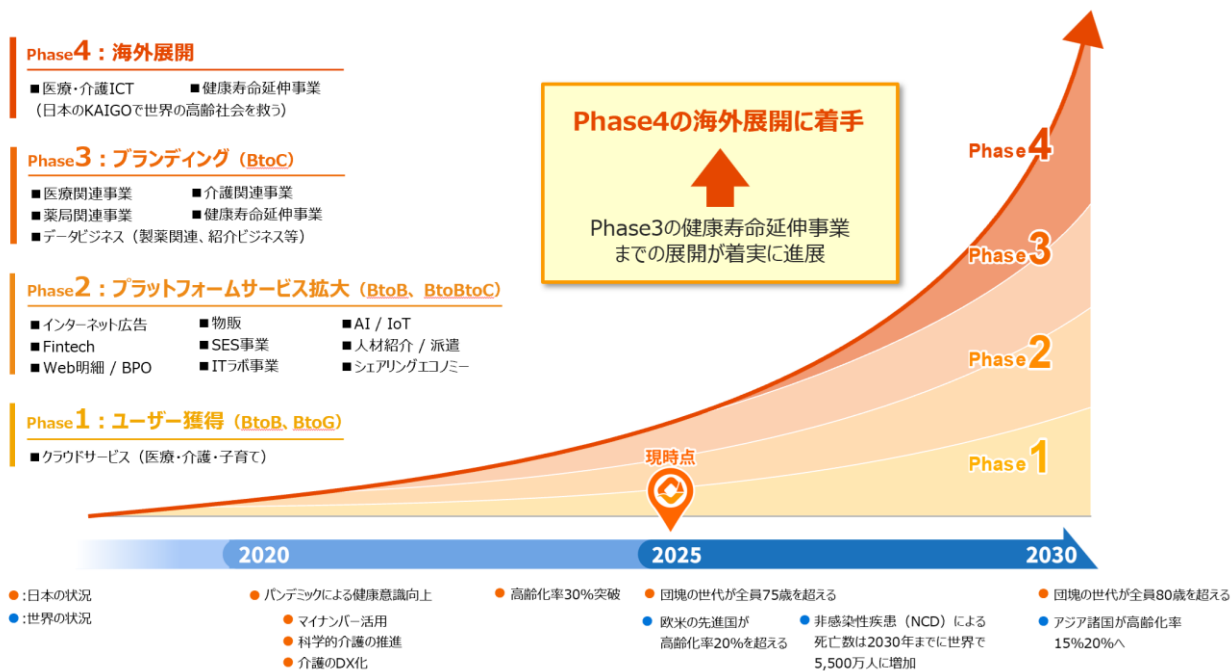 Phase4：海外展開
■医療・介護ICT ■健康寿命延伸事業
（日本のKAIGOで世界の高齢社会を救う）
Phase3：ブランディング（BtoC）
■医療関連事業 ■介護関連事業
■薬局関連事業 ■健康寿命延伸事業
■データビジネス（製薬関連、紹介ビジネス等）
Phase2：プラットフォームサービス拡大（BtoB、BtoBtoC）
■インターネット広告 ■物販 ■AI / IoT
■Fintech ■SES事業 ■人材紹介 / 派遣
■Web明細 / BPO ■ITラボ事業 ■シェアリングエコノミー
Phase1：ユーザー獲得（BtoB、BtoG）
■クラウドサービス（医療・介護・子育て）
Phase4の海外展開に着手
Phase3の健康寿命延伸事業
までの展開が着実に進展
Phase4
Phase3
Phase2
Phase1
現時点
2020 2025 2030
●:日本の状況
●:世界の状況
●パンデミックによる健康意識向上
●マイナンバー活用
●科学的介護の推進
●介護のDX化
●高齢化率30%突破
●団塊の世代が全員75歳を超える
●欧米の先進国が
高齢化率20%を超える
●非感染性疾患（NCD）による
死亡数は2030年までに世界で
5,500万人に増加
●団塊の世代が全員80歳を超える
●アジア諸国が高齢化率
15%20%へ